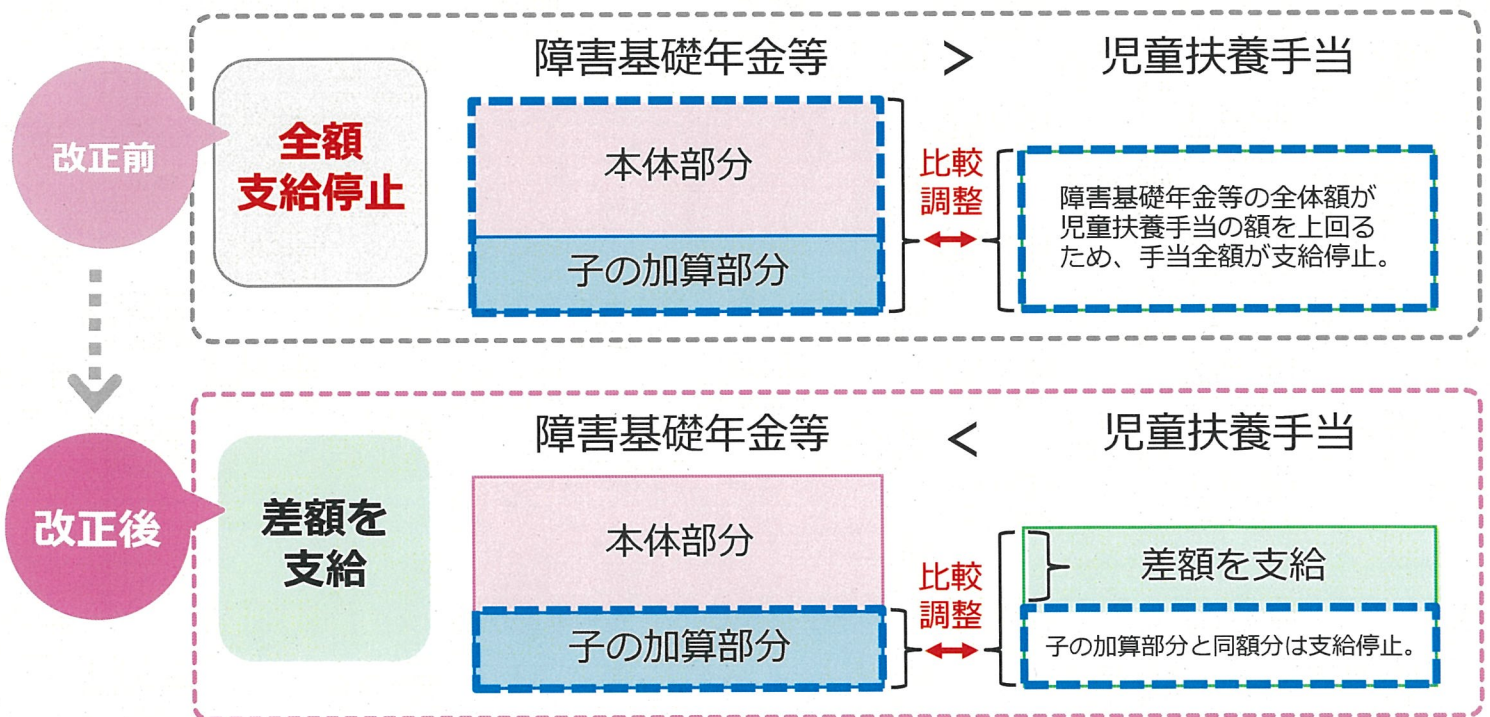 改正前
全額
支給停止
障害基礎年金等
>
児童扶養手当
本体部分
子の加算部分
比較
調整
障害基礎年金等の全体額が
児童扶養手当の額を上回る
ため、手当全額が支給停止。
改正後
差額を
支給
障害基礎年金等
<
児童扶養手当
本体部分
子の加算部分
比較
調整
差額を支給
子の加算部分と同額分は支給停止。